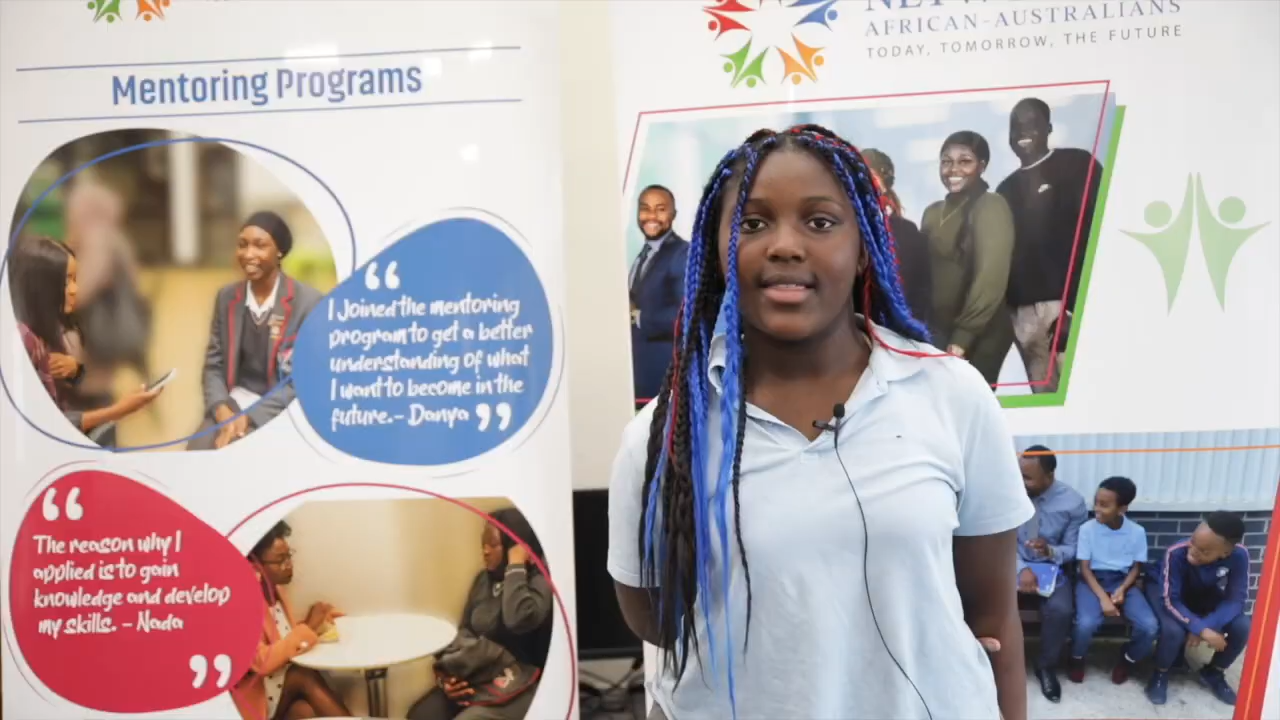 Mentoring Programs
I Joined the mentoring
program to get a better
understanding of what
I want to become in the
future. - Danya
The reason why I
applied is to gain
knowledge and develop
my skills. - Nada
AFRICAN-AUSTRALIANS
TODAY, TOMORROW, THE FUTURE